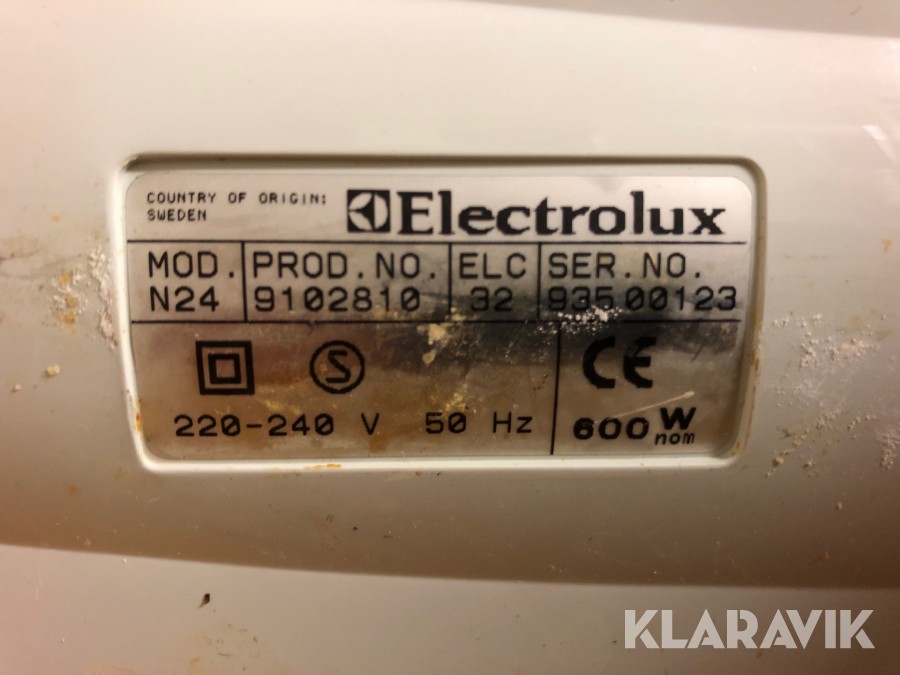 COUNTRY OF ORIGIN:
SWEDEN
Electrolux
MOD. PROD.NO. ELC SER.NO.
N24 9102810 32 93500123
S CE
220-240 V 50 Hz 600 W nom
KLARAVIK